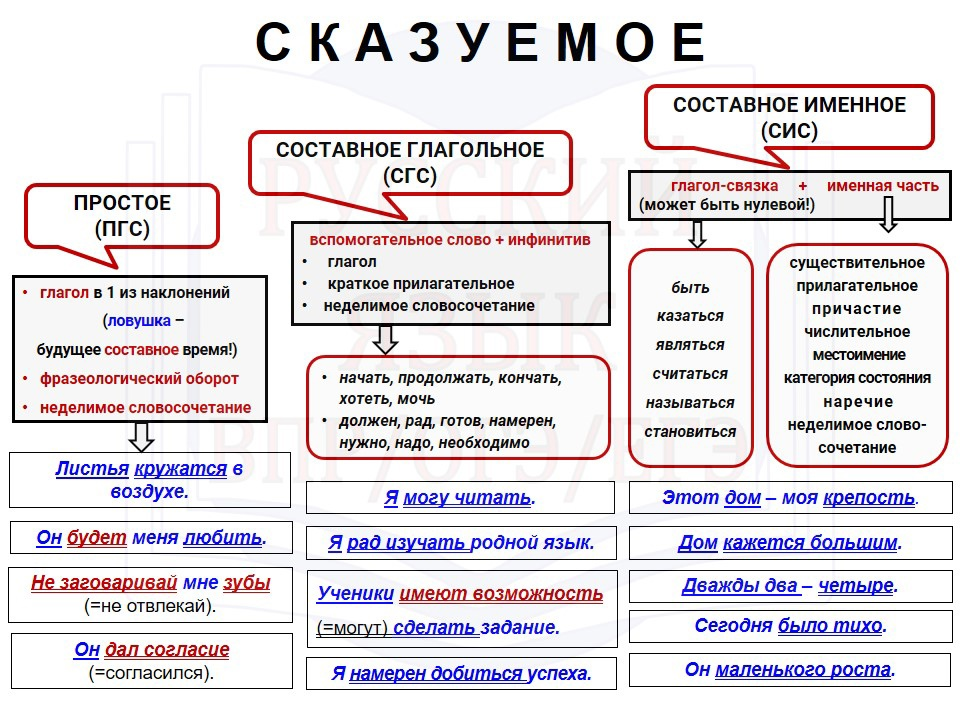 СКАЗУЕМОЕ
ПРОСТОЕ
(ПГС)
• глагол в 1 из наклонений
(ловушка –
будущее составное время!)
• фразеологический оборот
• неделимое словосочетание
Листья кружатся в
воздухе.
Он будет меня любить.
Не заговаривай мне зубы
(=не отвлекай).
Он дал согласие
(=согласился).
СОСТАВНОЕ ГЛАГОЛЬНОЕ
(СГС)
вспомогательное слово + инфинитив
• глагол
• краткое прилагательное
• неделимое словосочетание
• начать, продолжать, кончать,
хотеть, мочь
• должен, рад, готов, намерен,
нужно, надо, необходимо
Я могу читать.
Я рад изучать родной язык.
Ученики имеют возможность
(=могут) сделать задание.
Я намерен добиться успеха.
СОСТАВНОЕ ИМЕННОЕ
(СИС)
глагол-связка + именная часть
(может быть нулевой!)
быть
казаться
являться
считаться
называться
становиться
существительное
прилагательное
причастие
числительное
местоимение
категория состояния
наречие
неделимое слово-
сочетание
Этот дом – моя крепость.
Дом кажется большим.
Дважды два – четыре.
Сегодня было тихо.
Он маленького роста.
РУССКИЙ
ЯЗЫК
ВПР/ОГЭ/ЕГЭ